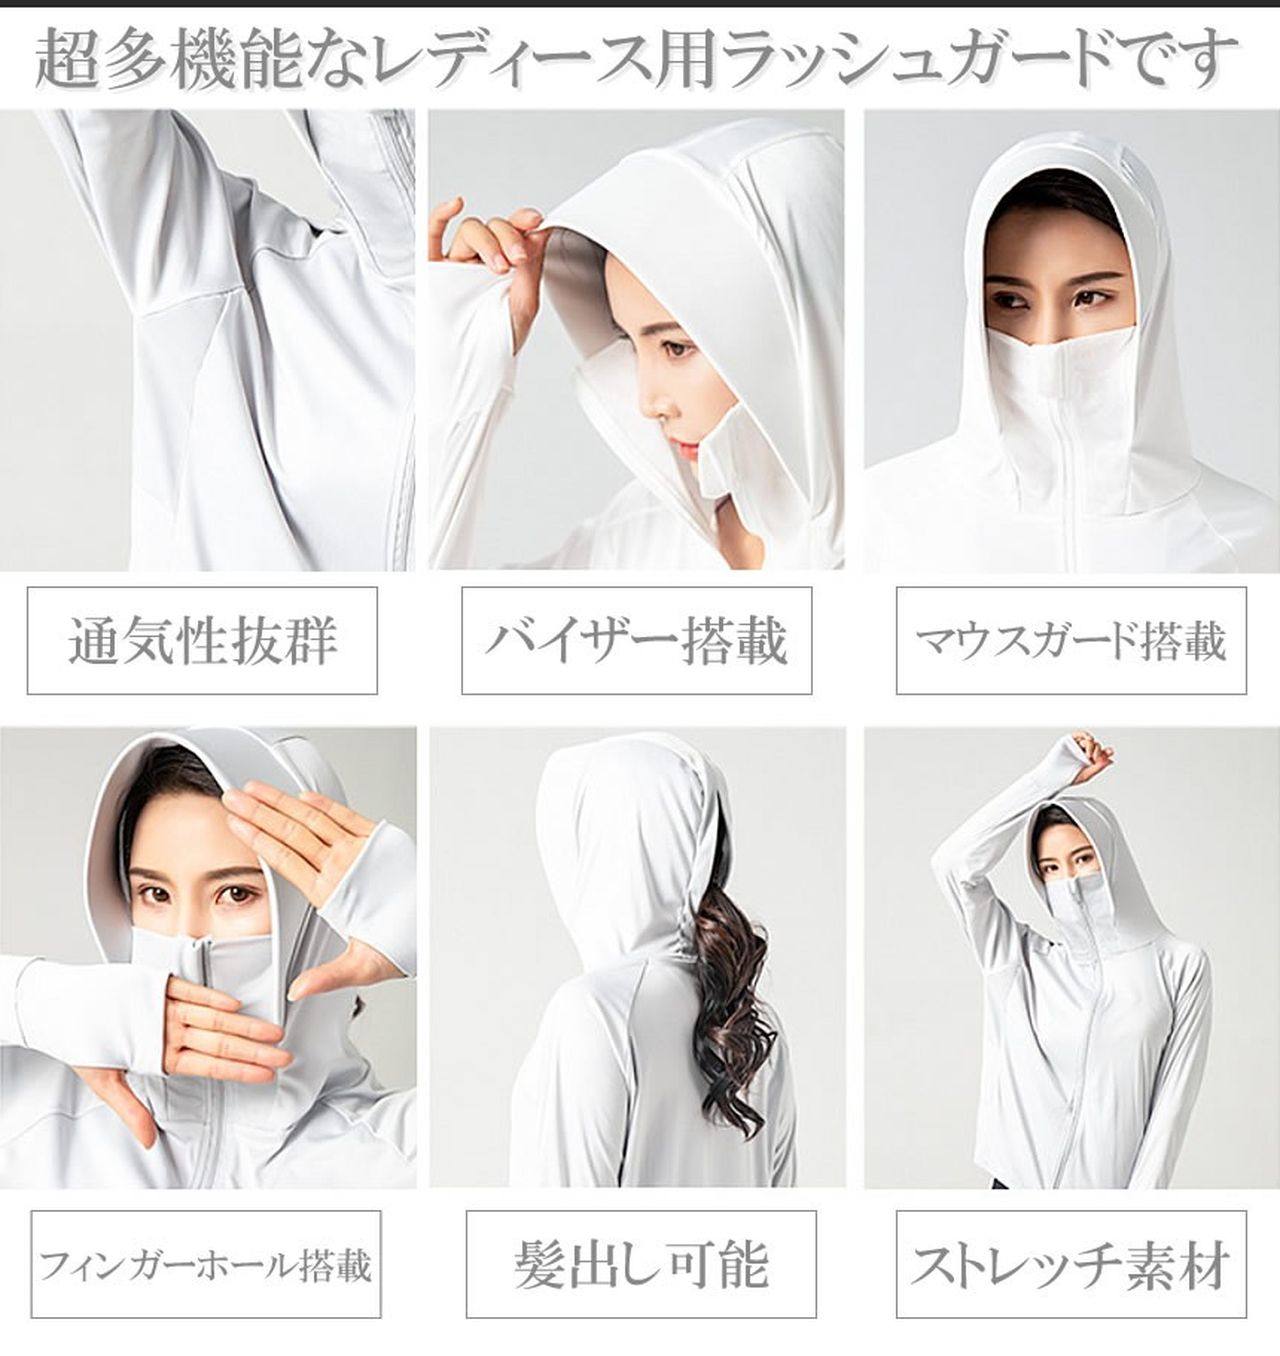 超多機能なレディース用ラッシュガードです
通気性抜群
バイザー搭載
マウスガード搭載
フィンガーホール搭載
髪出し可能
ストレッチ素材